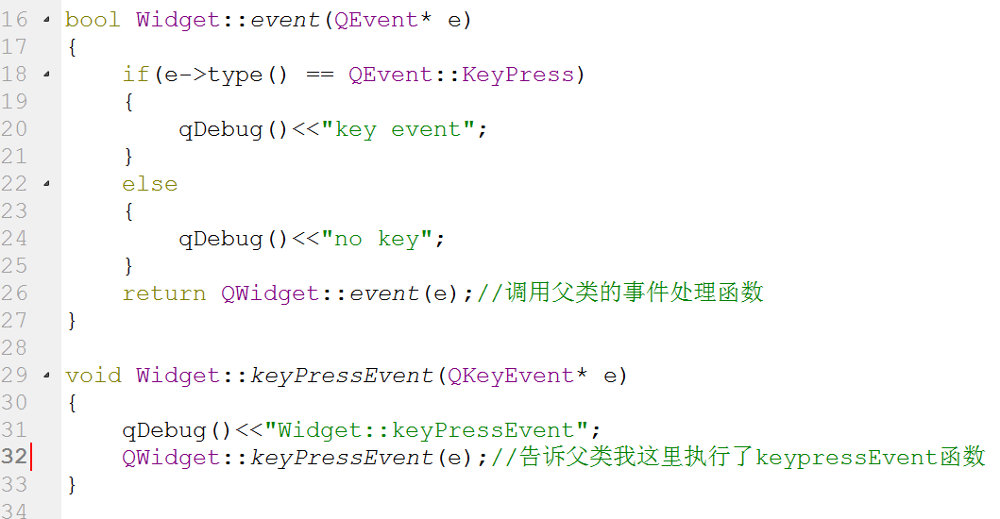 16 bool Widget::event(QEvent* e)
17 {
18     if(e->type() == QEvent::KeyPress)
19     {
20         qDebug()<<"key event";
21     }
22     else
23     {
24         qDebug()<<"no key";
25     }
26     return QWidget::event(e);//调用父类的事件处理函数
27 }
28
29 void Widget::keyPressEvent(QKeyEvent* e)
30 {
31     qDebug()<<"Widget::keyPressEvent";
32     QWidget::keyPressEvent(e);//告诉父类我这里执行了keypressEvent函数
33 }
34